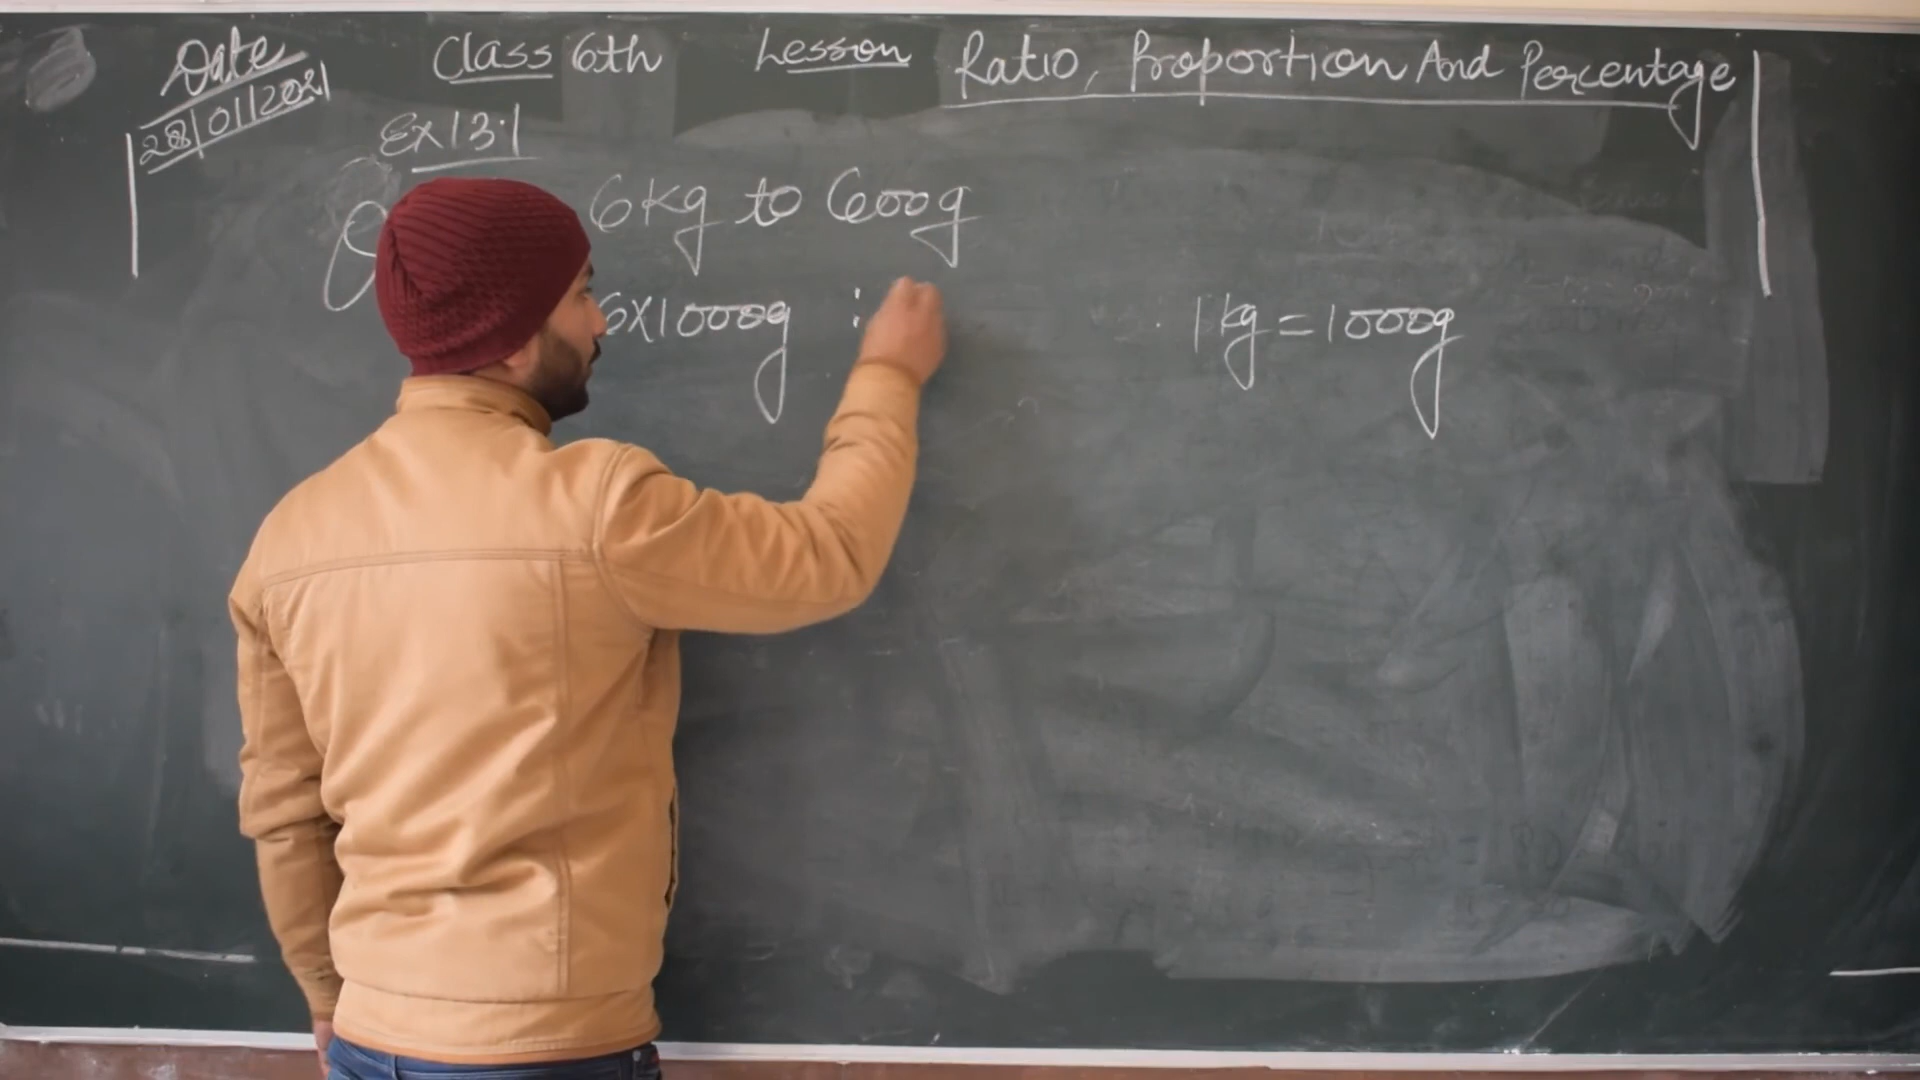 Date Class 6th Lesson Ratio, Proportion And Percentage
28/01/2021
Ex 13.1
6kg to 600g
6x1000g : 1kg = 1000g